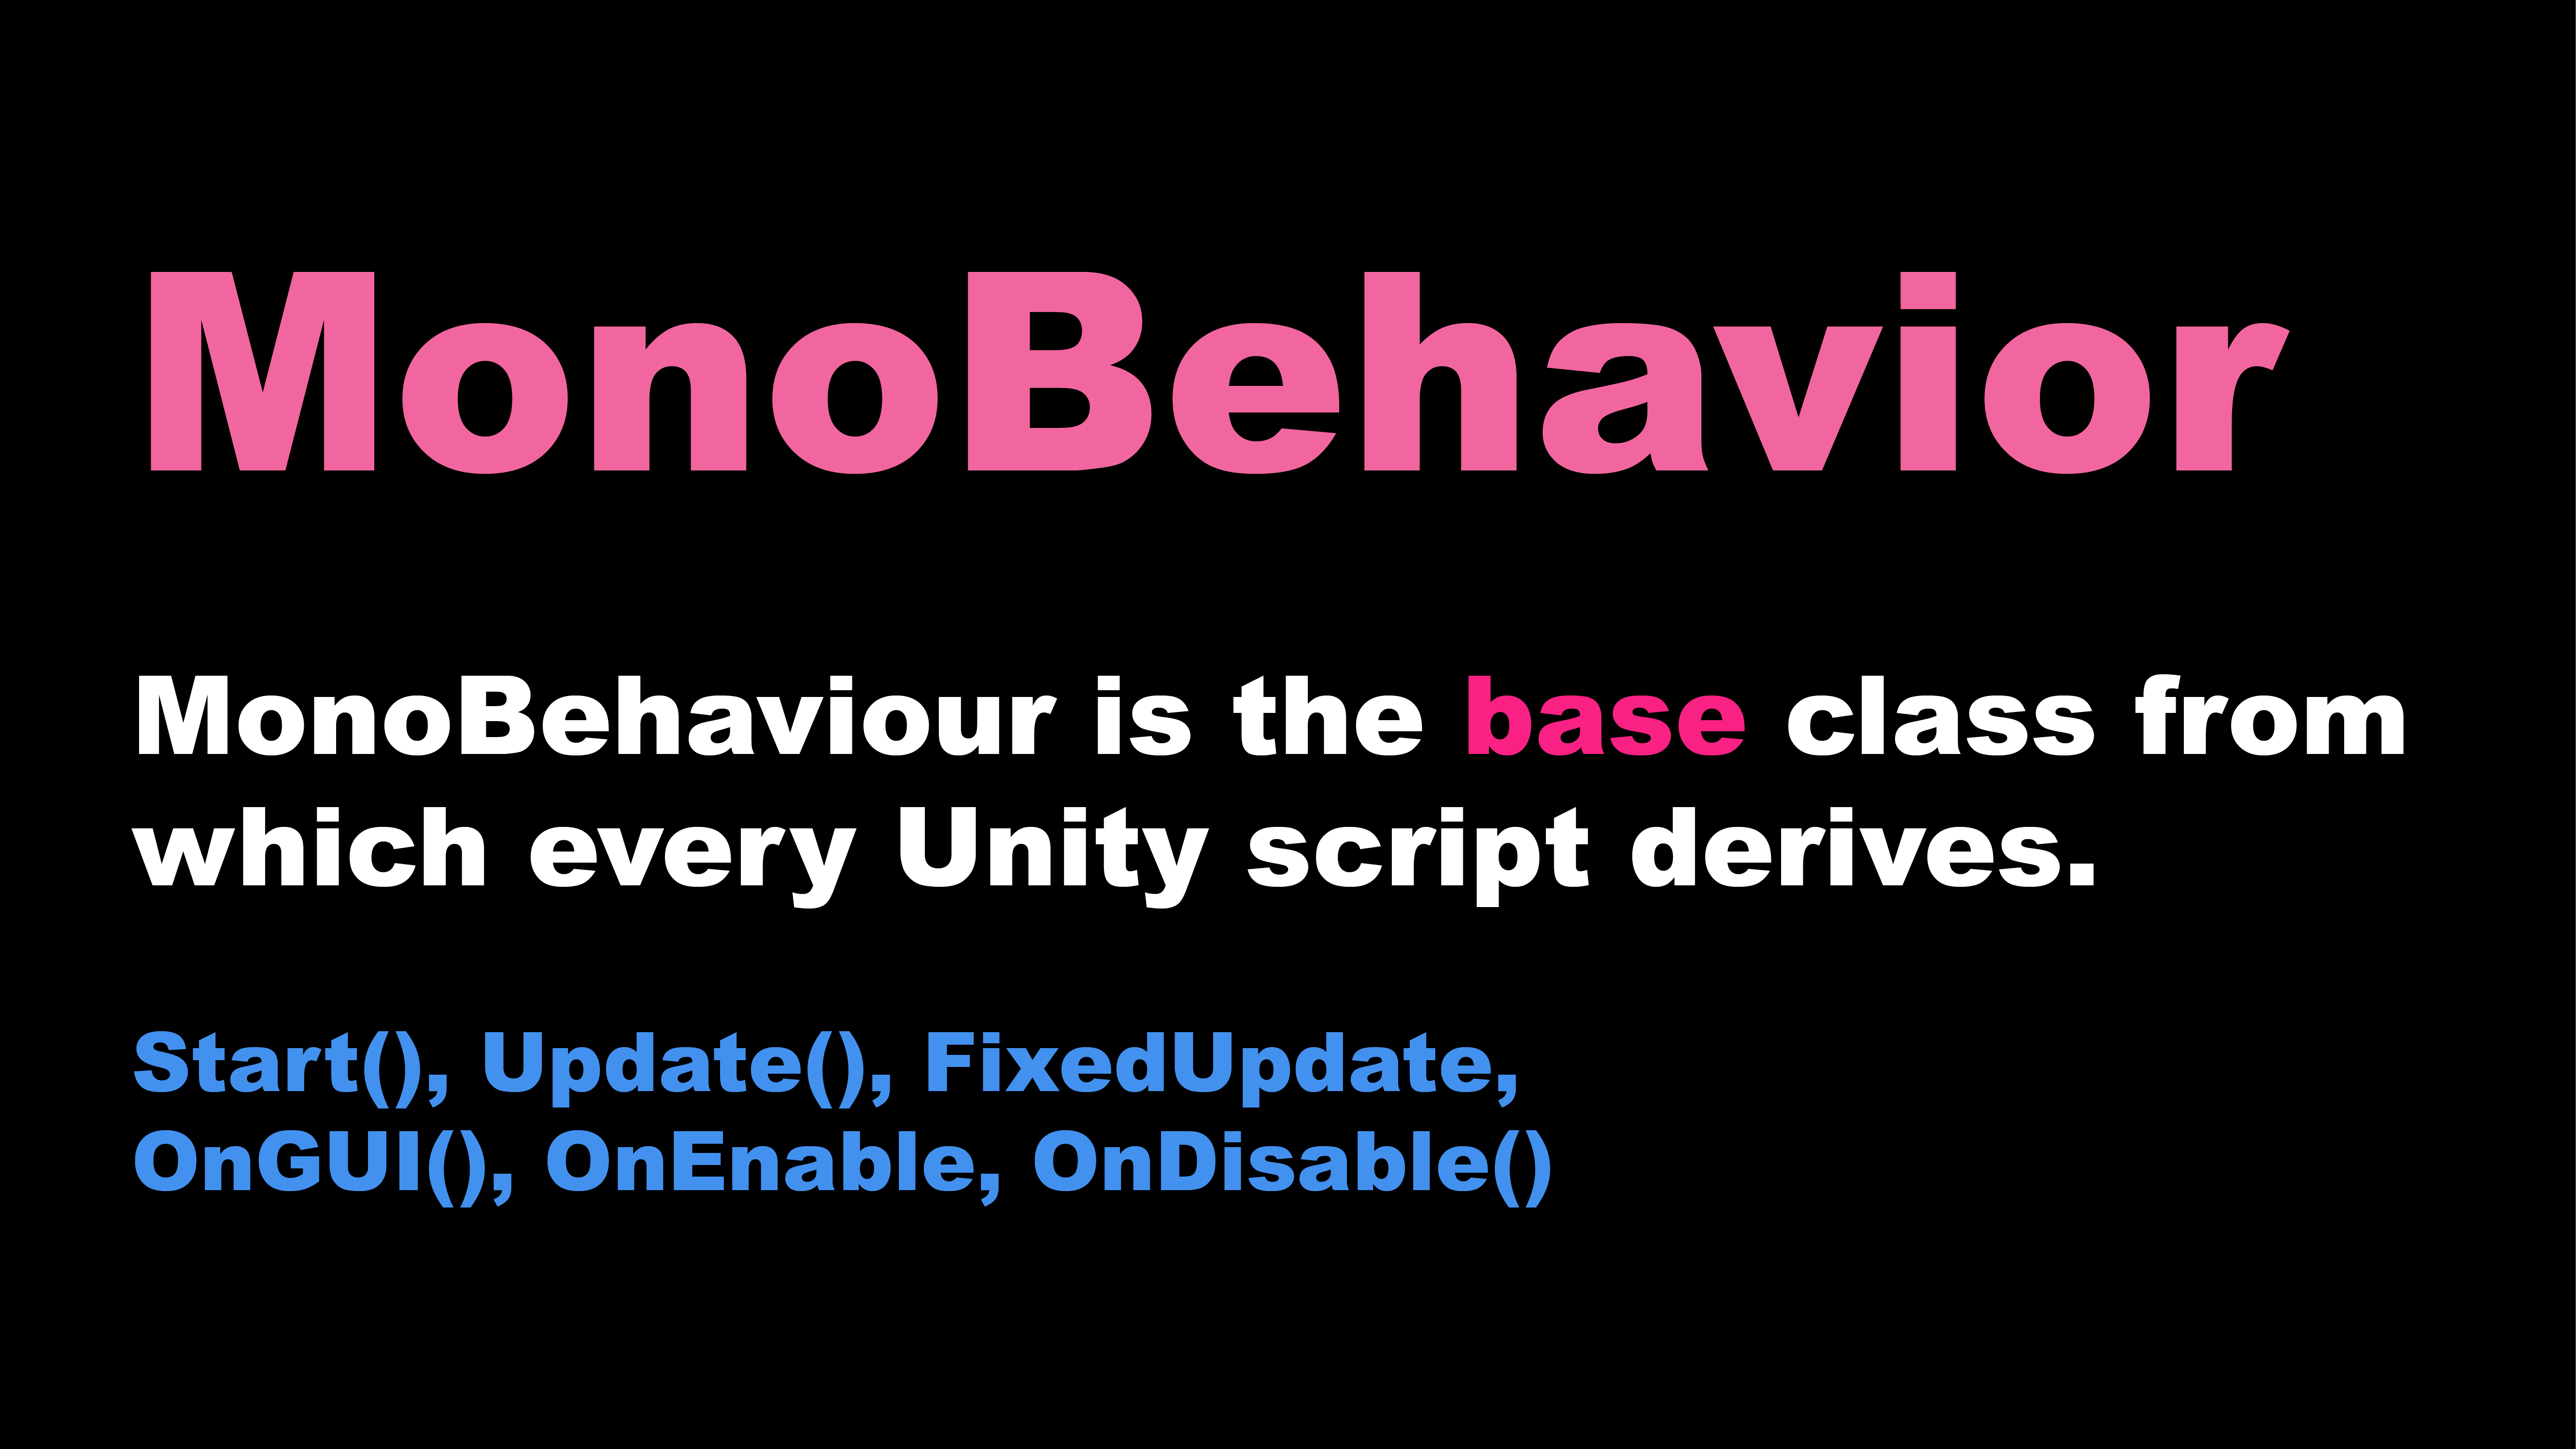 MonoBehavior
MonoBehaviour is the base class from
which every Unity script derives.
Start(), Update(), FixedUpdate,
OnGUI(), OnEnable, OnDisable()